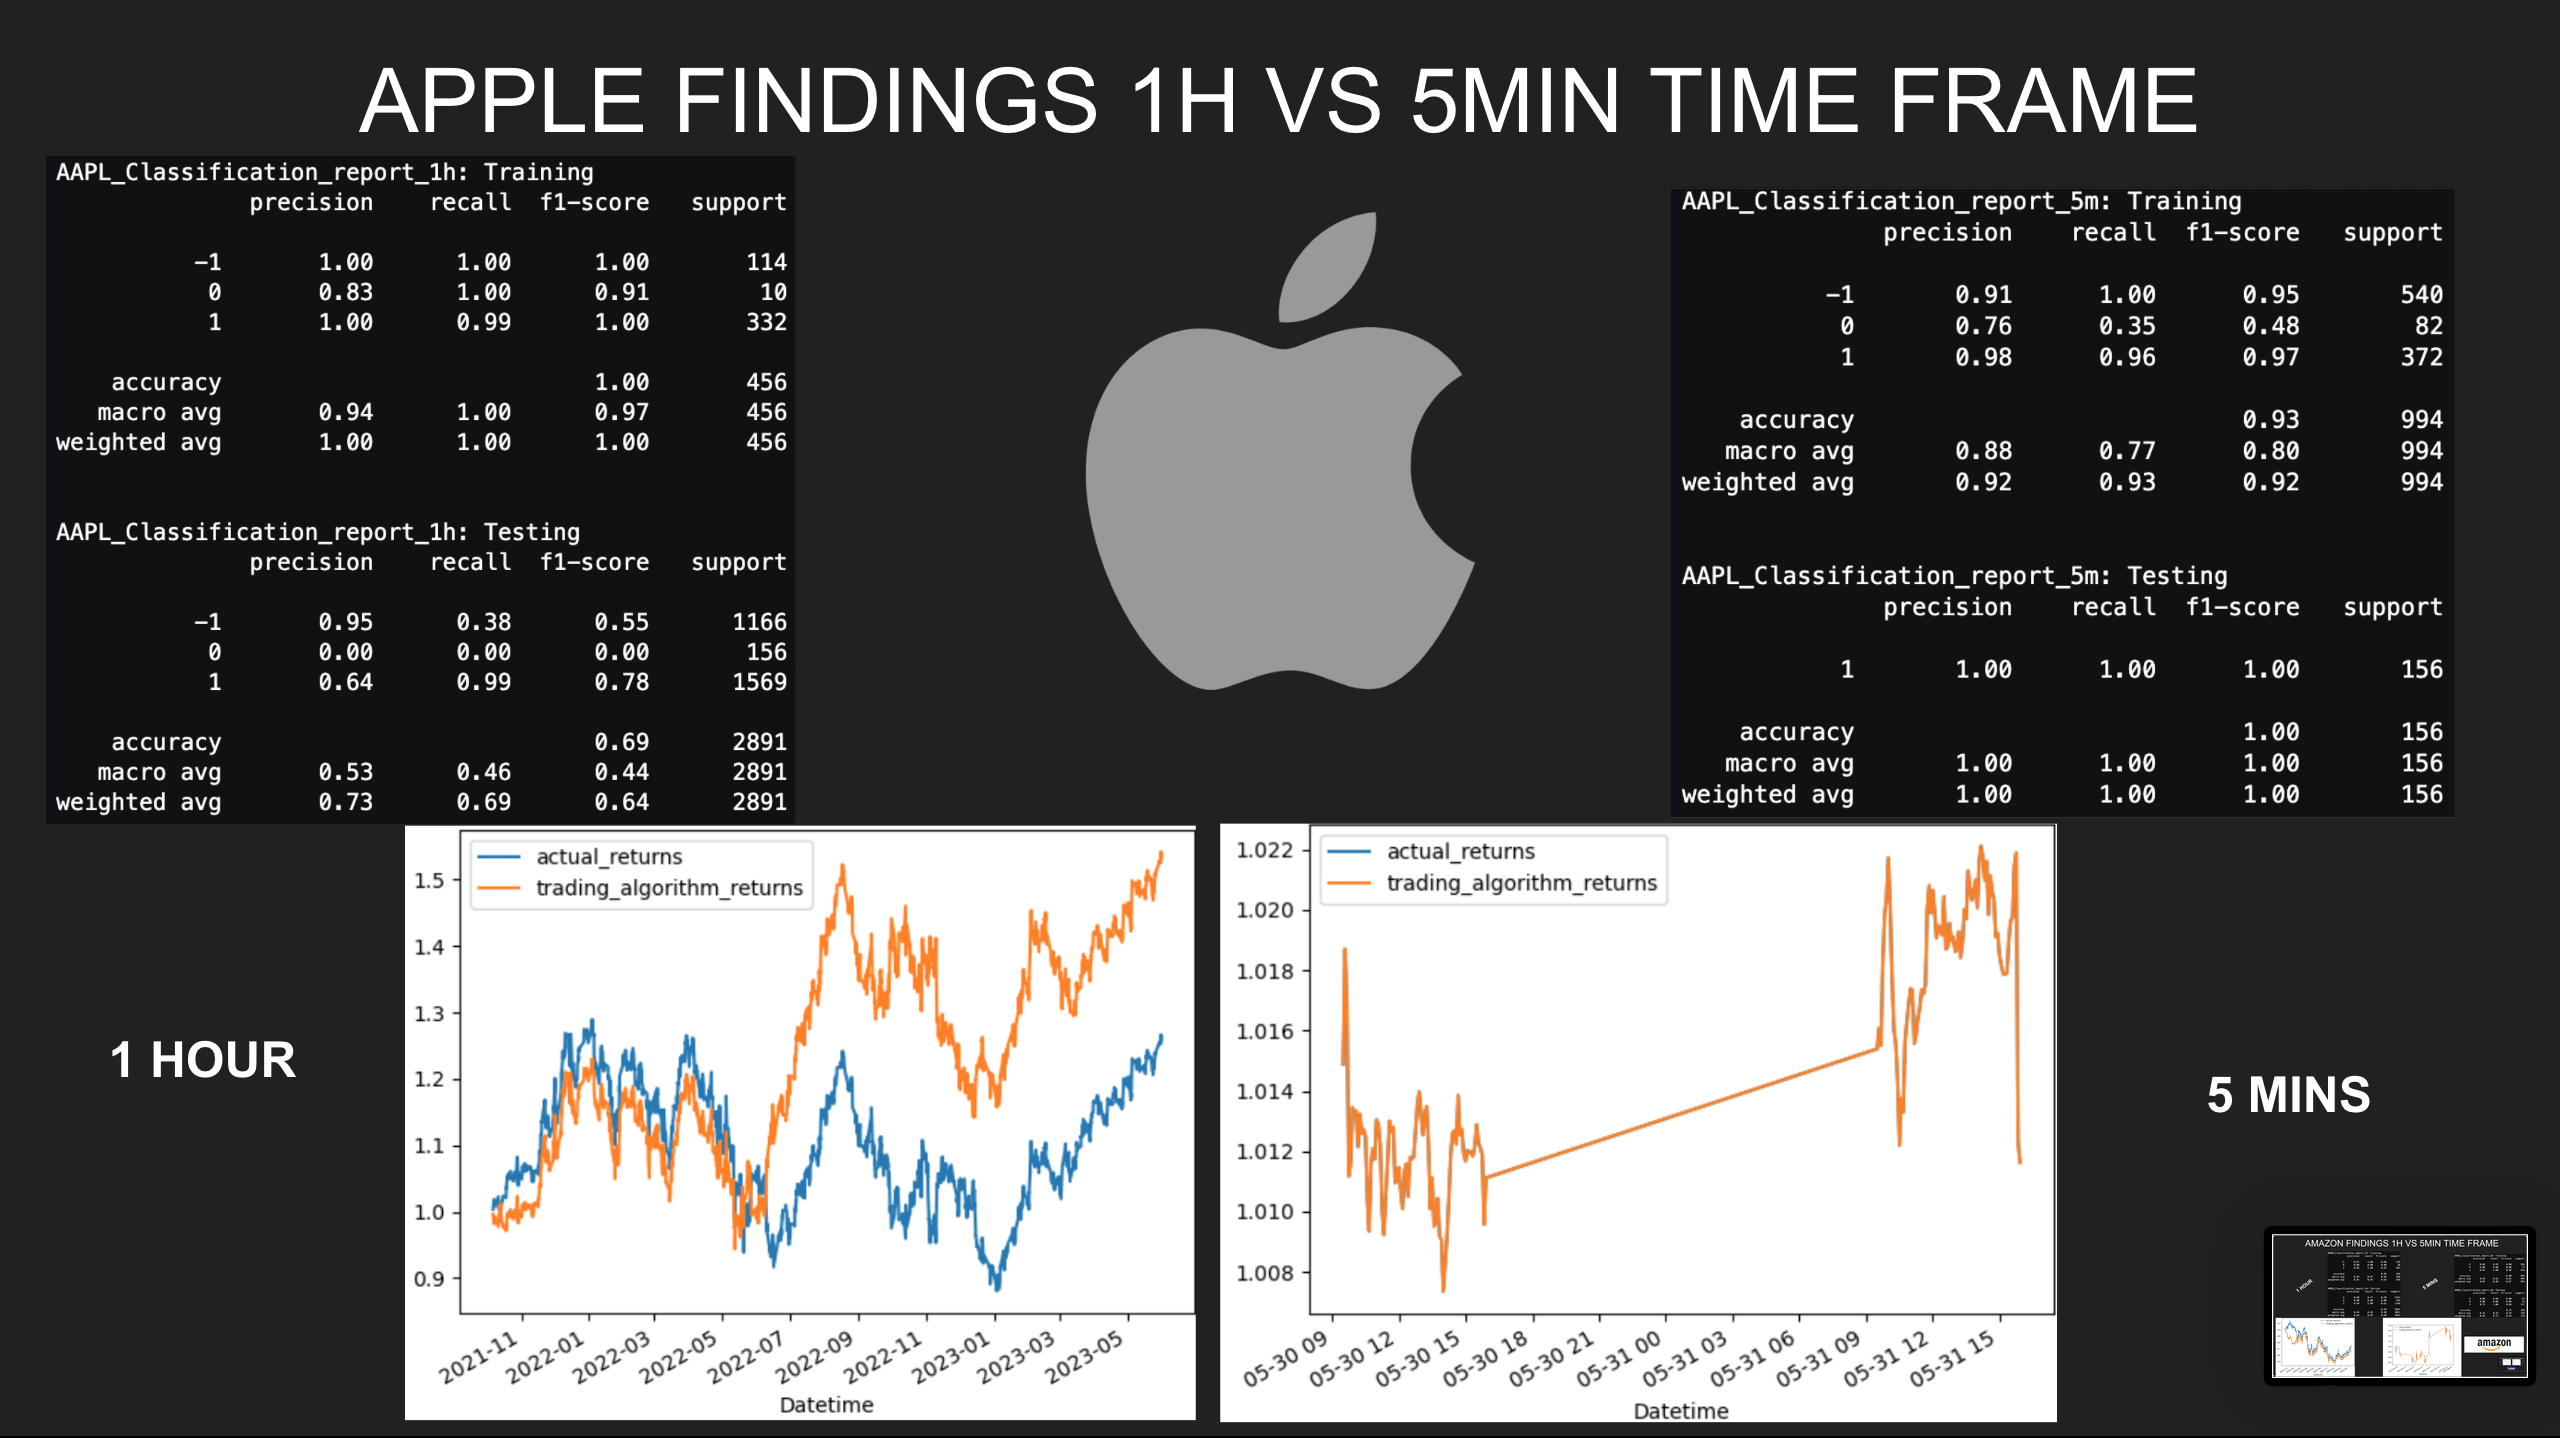 APPLE FINDINGS 1H VS 5MIN TIME FRAME
AAPL_Classification_report_1h: Training
precision recall f1-score support
-1 1.00 1.00 1.00 114
0 0.83 1.00 0.91 10
1 1.00 0.99 1.00 332
accuracy 1.00 456
macro avg 0.94 1.00 0.97 456
weighted avg 1.00 1.00 1.00 456
AAPL_Classification_report_1h: Testing
precision recall f1-score support
-1 0.95 0.38 0.55 1166
0 0.00 0.00 0.00 156
1 0.64 0.99 0.78 1569
accuracy 0.69 2891
macro avg 0.53 0.46 0.44 2891
weighted avg 0.73 0.69 0.64 2891
AAPL_Classification_report_5m: Training
precision recall f1-score support
-1 0.91 1.00 0.95 540
0 0.76 0.35 0.48 82
1 0.98 0.96 0.97 372
accuracy 0.93 994
macro avg 0.88 0.77 0.80 994
weighted avg 0.92 0.93 0.92 994
AAPL_Classification_report_5m: Testing
precision recall f1-score support
1 1.00 1.00 1.00 156
accuracy 1.00 156
macro avg 1.00 1.00 1.00 156
weighted avg 1.00 1.00 1.00 156
1 HOUR
actual_returns
trading_algorithm_returns
1.5
1.4
1.3
1.2
1.1
1.0
0.9
2021-11 2022-01 2022-03 2022-05 2022-07 2022-09 2022-11 2023-01 2023-03 2023-05
Datetime
actual_returns
trading_algorithm_returns
1.022
1.020
1.018
1.016
1.014
1.012
1.010
1.008
05-30 09 05-30 12 05-30 15 05-30 18 05-30 21 05-31 00 05-31 03 05-31 06 05-31 09 05-31 12 05-31 15
Datetime
5 MINS
AMAZON FINDINGS 1H VS 5MIN TIME FRAME
1 HOUR
5 MINS
amazon